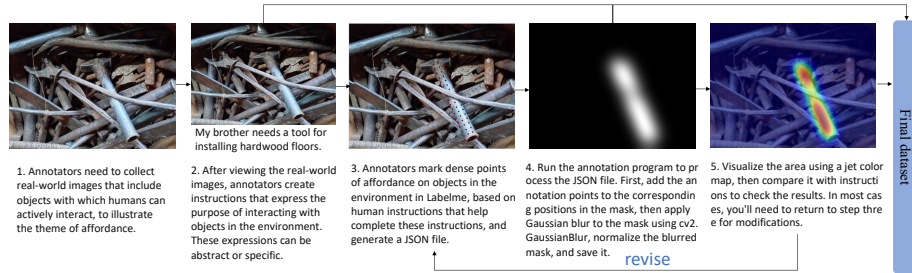 My brother needs a tool for
installing hardwood floors.
1. Annotators need to collect
real-world images that include
objects with which humans can
actively interact, to illustrate
the theme of affordance.
2. After viewing the real-world
images, annotators create
instructions that express the
purpose of interacting with
objects in the environment.
These expressions can be
abstract or specific.
3. Annotators mark dense points
of affordance on objects in the
environment in Labelme, based on
human instructions that help
complete these instructions, and
generate a JSON file.
4. Run the annotation program to pr
ocess the JSON file. First, add the an
notation points to the correspondin
g positions in the mask, then apply
Gaussian blur to the mask using cv2.
GaussianBlur, normalize the blurred
mask, and save it.
5. Visualize the area using a jet color
map, then compare it with instructi
ons to check the results. In most cas
es, you'll need to return to step thre
e for modifications.
revise
Final dataset